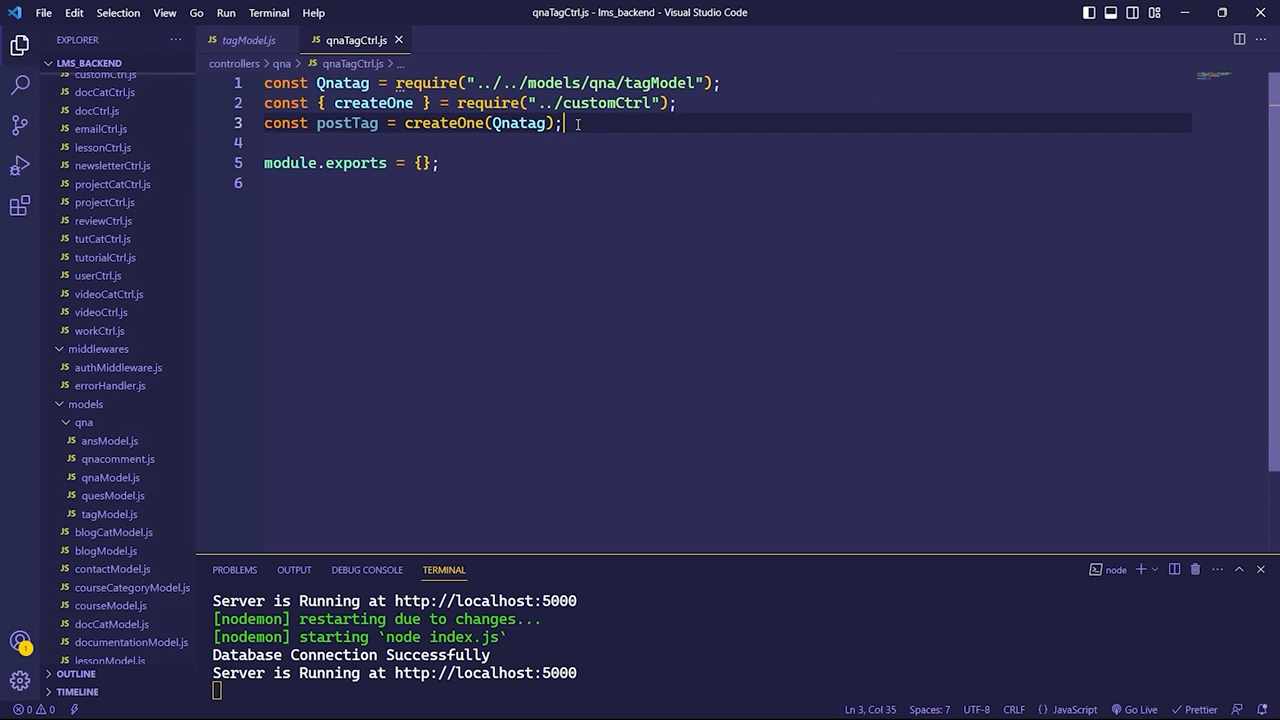 File Edit Selection View Go Run Terminal Help
qnaTagCtrl.js - lms_backend - Visual Studio Code
EXPLORER
LMS_BACKEND
customCtrl.js
docCatCtrl.js
docCtrl.js
emailCtrl.js
lessonCtrl.js
newsletterCtrl.js
projectCatCtrl.js
projectCtrl.js
reviewCtrl.js
tutCatCtrl.js
tutorialCtrl.js
userCtrl.js
videoCatCtrl.js
videoCtrl.js
workCtrl.js
middlewares
authMiddleware.js
errorHandler.js
models
qna
ansModel.js
qnacomment.js
qnaModel.js
quesModel.js
tagModel.js
blogCatModel.js
blogModel.js
contactModel.js
courseCategoryModel.js
courseModel.js
docCatModel.js
documentationModel.js
lessonModel.js
OUTLINE
TIMELINE
tagModel.js
qnaTagCtrl.js
controllers > qna > JS qnaTagCtrl.js > ...
1 const Qnatag = require("../../models/qna/tagModel");
2 const { createOne } = require("../customCtrl");
3 const postTag = createOne(Qnatag);
4
5 module.exports = {};
6
PROBLEMS OUTPUT DEBUG CONSOLE TERMINAL
node
Server is Running at http://localhost:5000
[nodemon] restarting due to changes...
[nodemon] starting `node index.js`
Database Connection Successfully
Server is Running at http://localhost:5000
1
0 0
Ln 3, Col 35 Spaces: 7 UTF-8 CRLF {} JavaScript Go Live Prettier